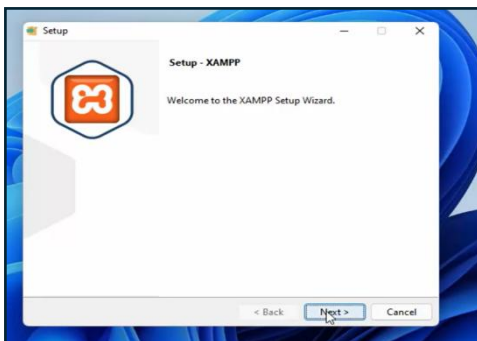 Setup
Setup - XAMPP
Welcome to the XAMPP Setup Wizard.
< Back
Next >
Cancel